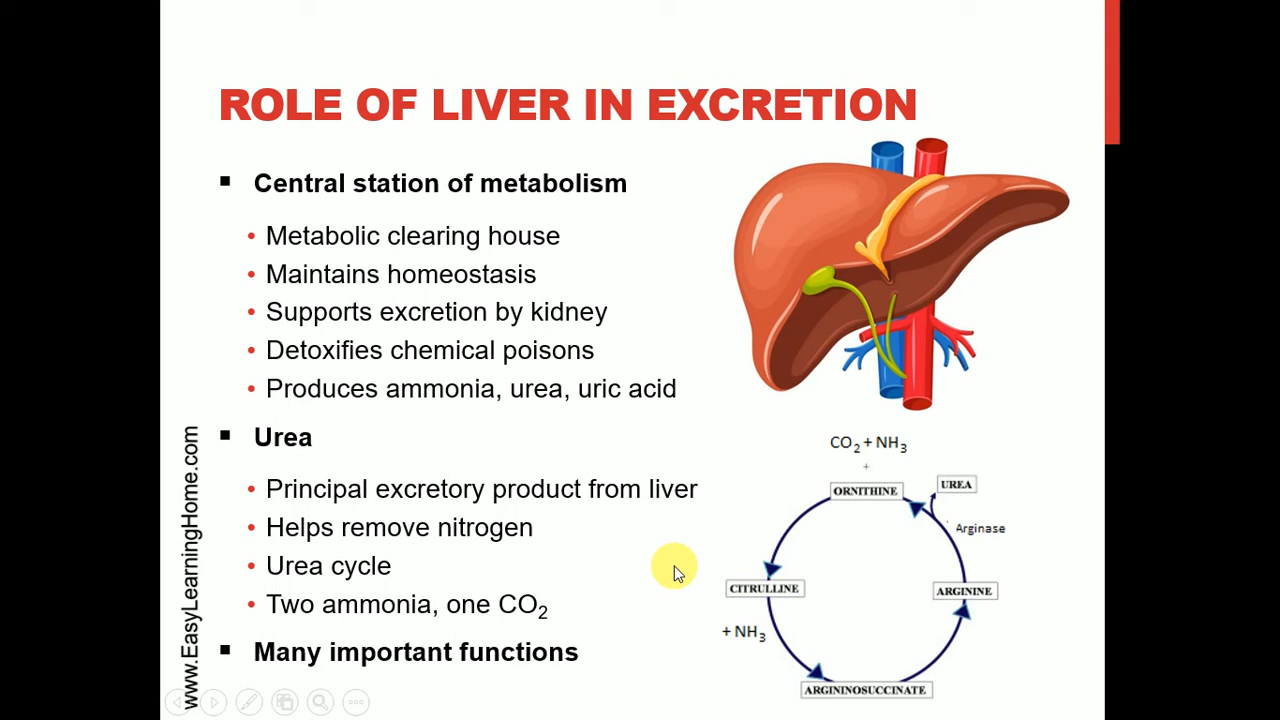 ROLE OF LIVER IN EXCRETION
Central station of metabolism
Metabolic clearing house
Maintains homeostasis
Supports excretion by kidney
Detoxifies chemical poisons
Produces ammonia, urea, uric acid
Urea
Principal excretory product from liver
Helps remove nitrogen
Urea cycle
Two ammonia, one CO2
Many important functions
www.EasyLearningHome.com
CO2 + NH3
+
ORNITHINE
UREA
Arginase
CITRULLINE
ARGININE
+ NH3
ARGININOSUCCINATE